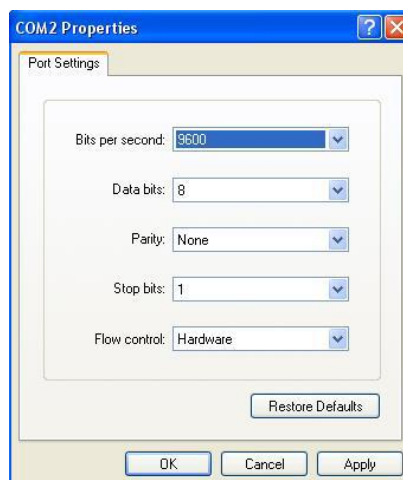 COM2 Properties
Port Settings
Bits per second: 9600
Data bits: 8
Parity: None
Stop bits: 1
Flow control: Hardware
Restore Defaults
OK Cancel Apply